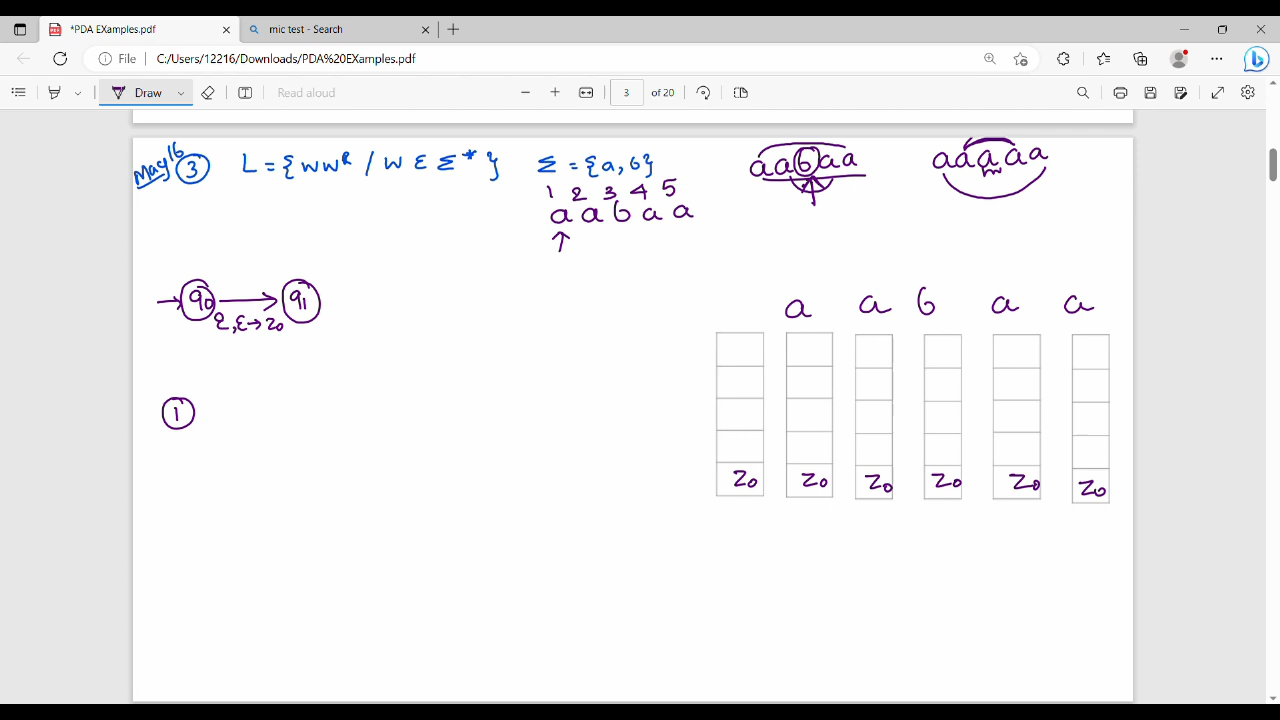 *PDA EXamples.pdf
mic test - Search
File C:/Users/12216/Downloads/PDA%20EXamples.pdf
Draw Read aloud 3 of 20
May 16 3 L = { wwᴿ / w ε Σ* } Σ = {a, b} aabaa aaaaa
1 2 3 4 5
a a b a a
q0 q1 a a b a a
ε, ε → z0
1
z0 z0 z0 z0 z0 z0